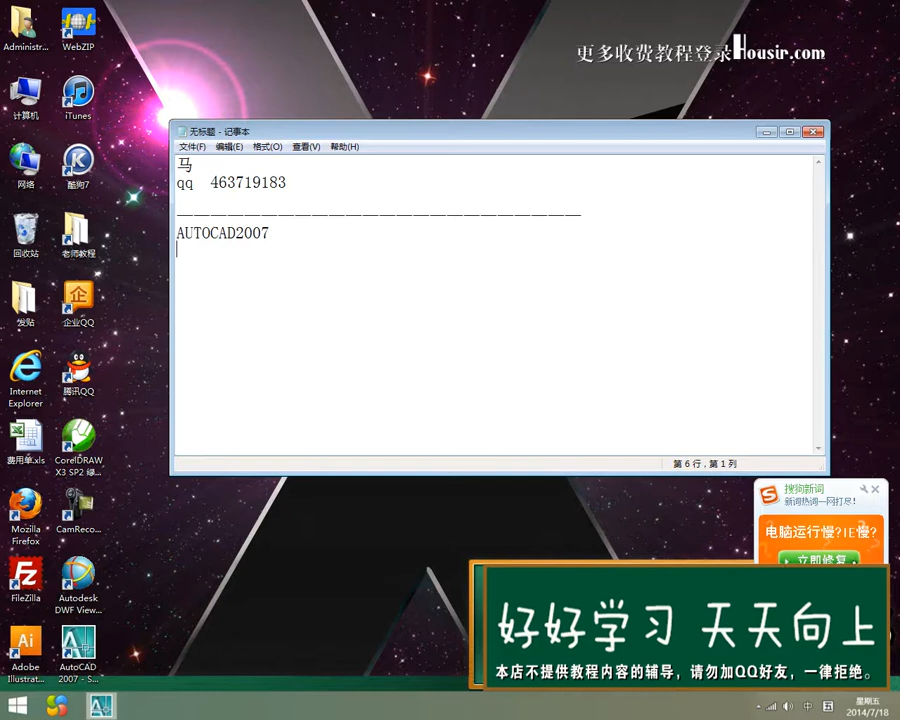 更多收费教程登录Housir.com
Administr...
WebZIP
计算机
iTunes
网络
酷狗7
回收站
老师教程
发贴
企业QQ
Internet
Explorer
腾讯QQ
费用单.xls
CorelDRAW
X3 SP2 绿...
Mozilla
Firefox
CamReco...
FileZilla
Autodesk
DWF View...
Adobe
Illustrat...
AutoCAD
2007 - S...
无标题 - 记事本
文件(F) 编辑(E) 格式(O) 查看(V) 帮助(H)
马
qq 463719183
————————————————————————
AUTOCAD2007
第 6 行，第 1 列
搜狗新词
新词热词一网打尽!
电脑运行慢?IE慢?
立即修复
好好学习 天天向上
本店不提供教程内容的辅导，请勿加QQ好友，一律拒绝。
中
五
星期五
2014/7/18